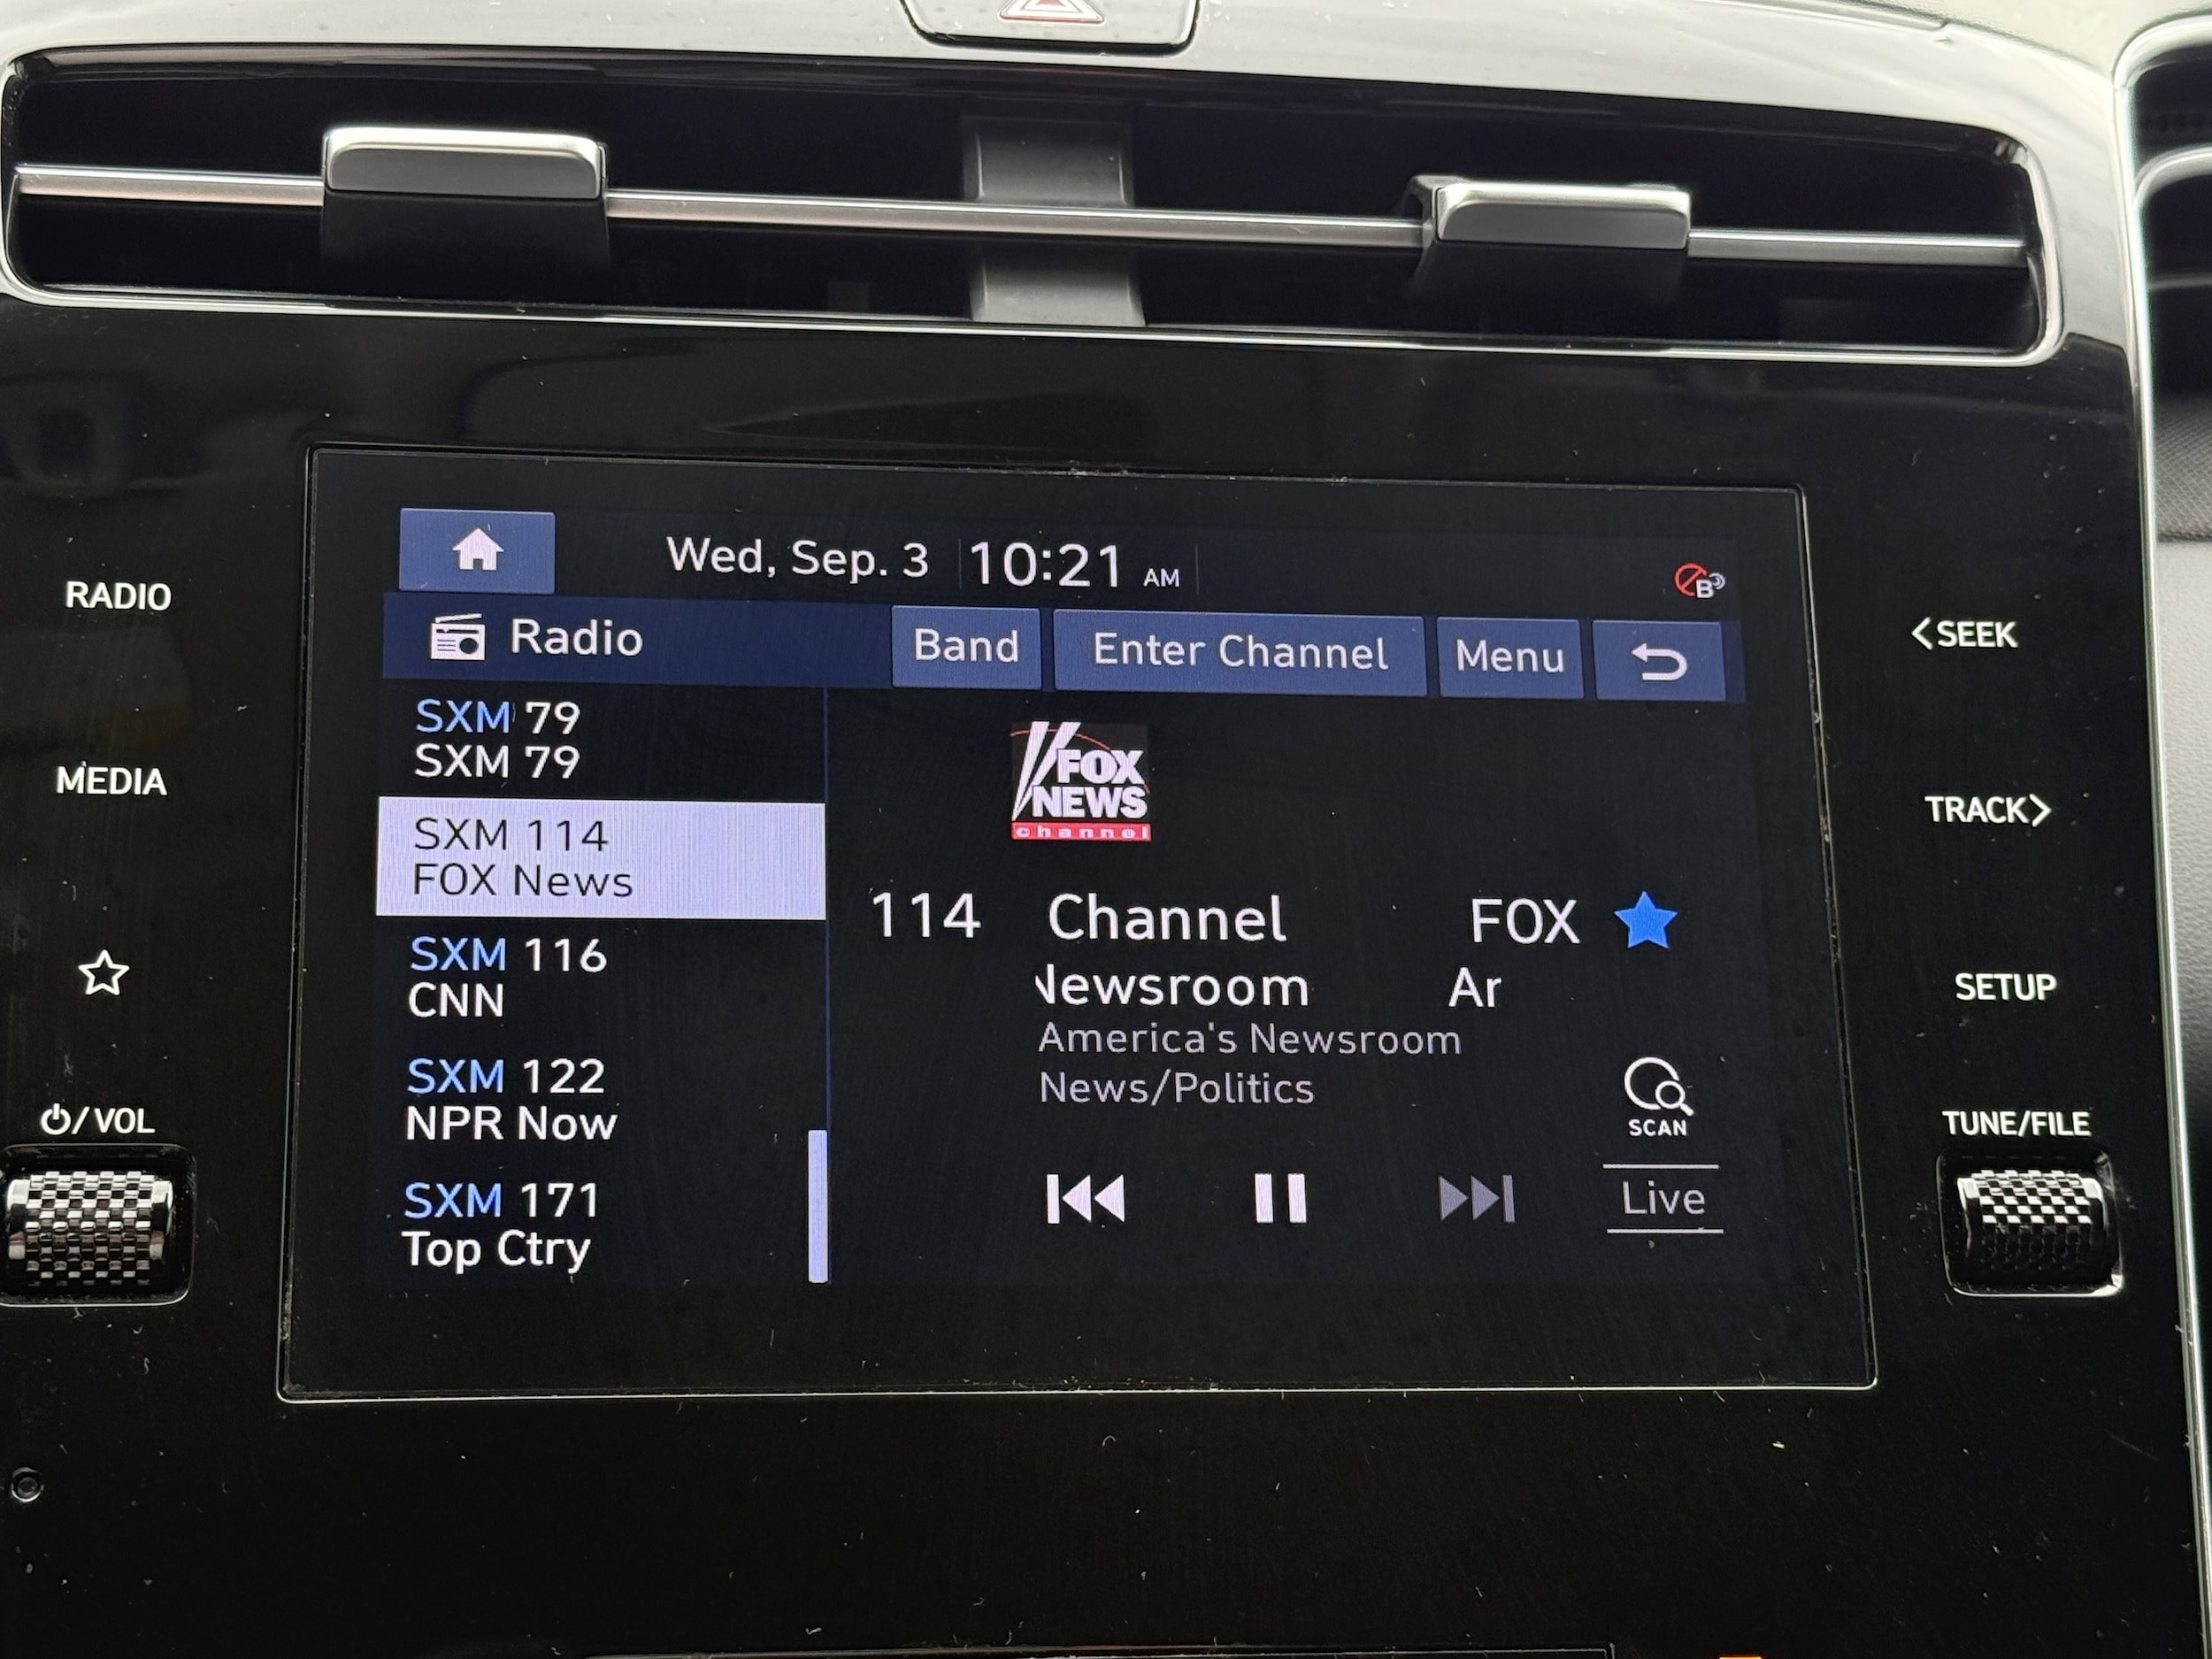 Wed, Sep. 3 10:21 AM
B
RADIO
Radio Band Enter Channel Menu
<SEEK
SXM 79
SXM 79
FOX
NEWS
channel
MEDIA
TRACK>
SXM 114
FOX News
114 Channel FOX
SXM 116
CNN
Newsroom Ar
America's Newsroom
News/Politics
SETUP
SXM 122
NPR Now
SCAN
/VOL
TUNE/FILE
SXM 171
Top Ctry
Live